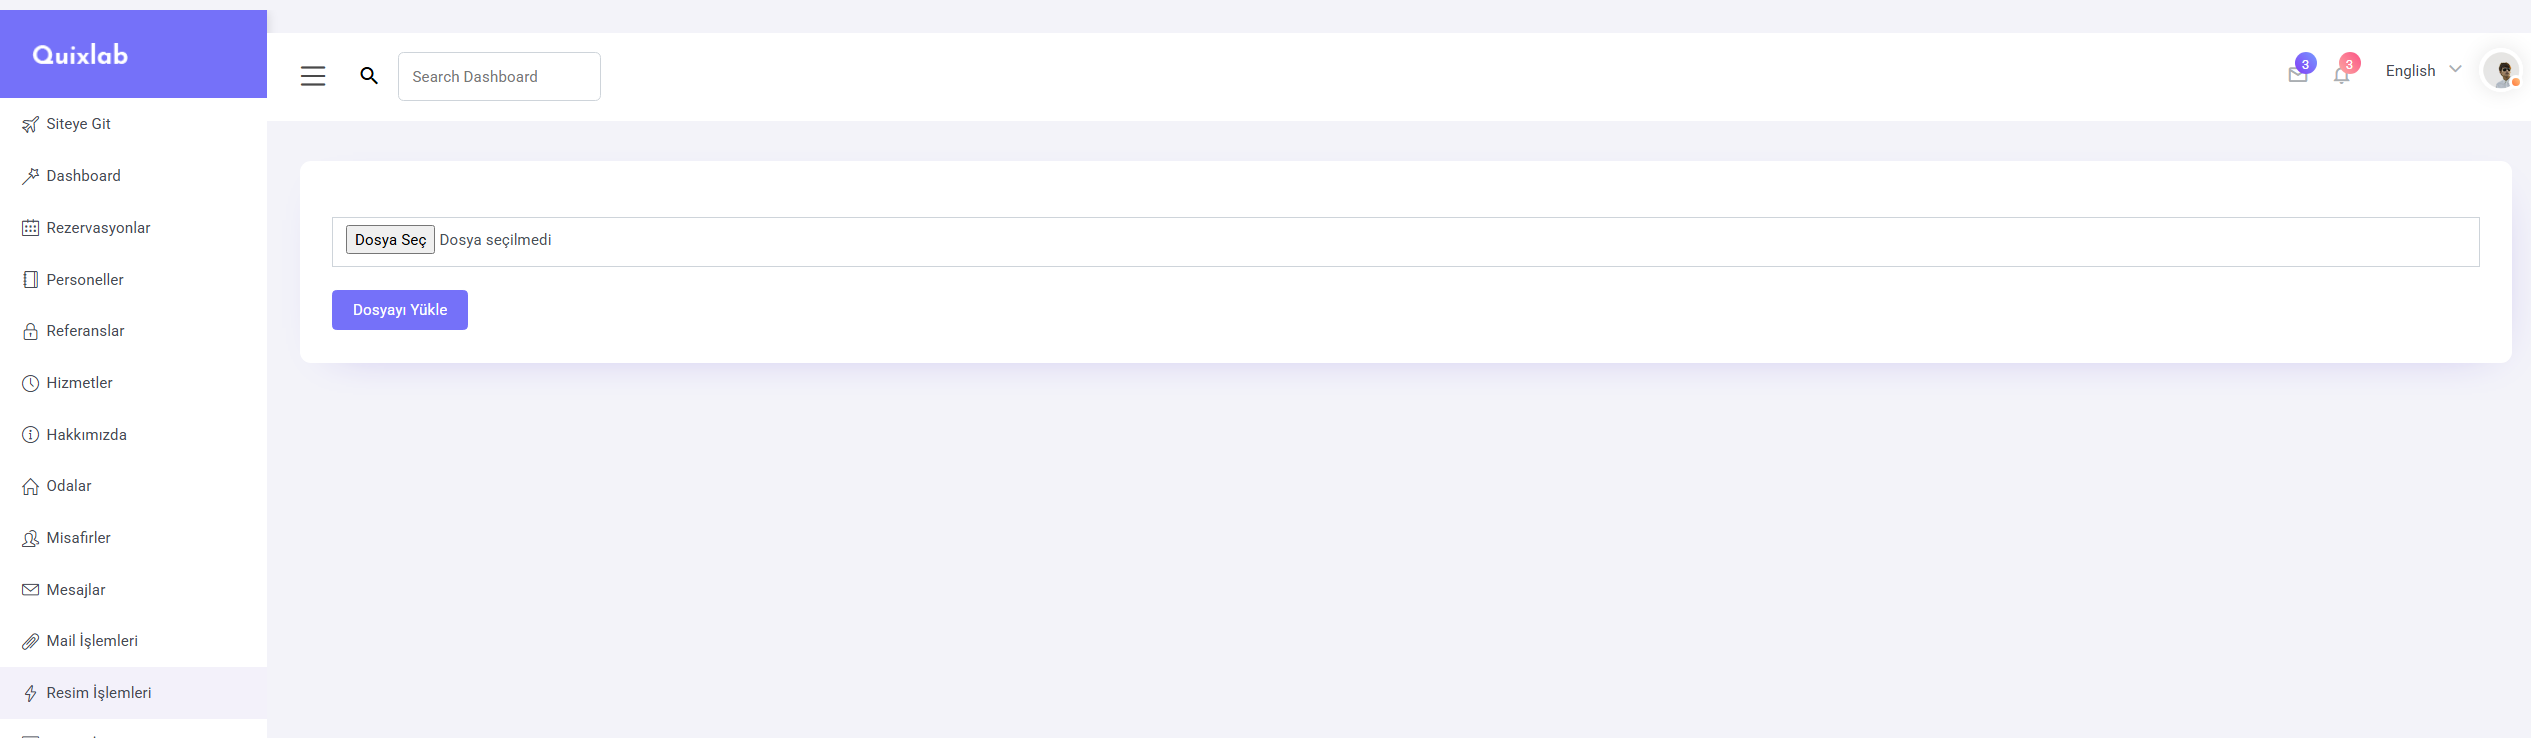 Quixlab
Search Dashboard
3
3
English
Siteye Git
Dashboard
Rezervasyonlar
Personeller
Referanslar
Hizmetler
Hakkımızda
Odalar
Misafirler
Mesajlar
Mail İşlemleri
Resim İşlemleri
Dosya Seç Dosya seçilmedi
Dosyayı Yükle